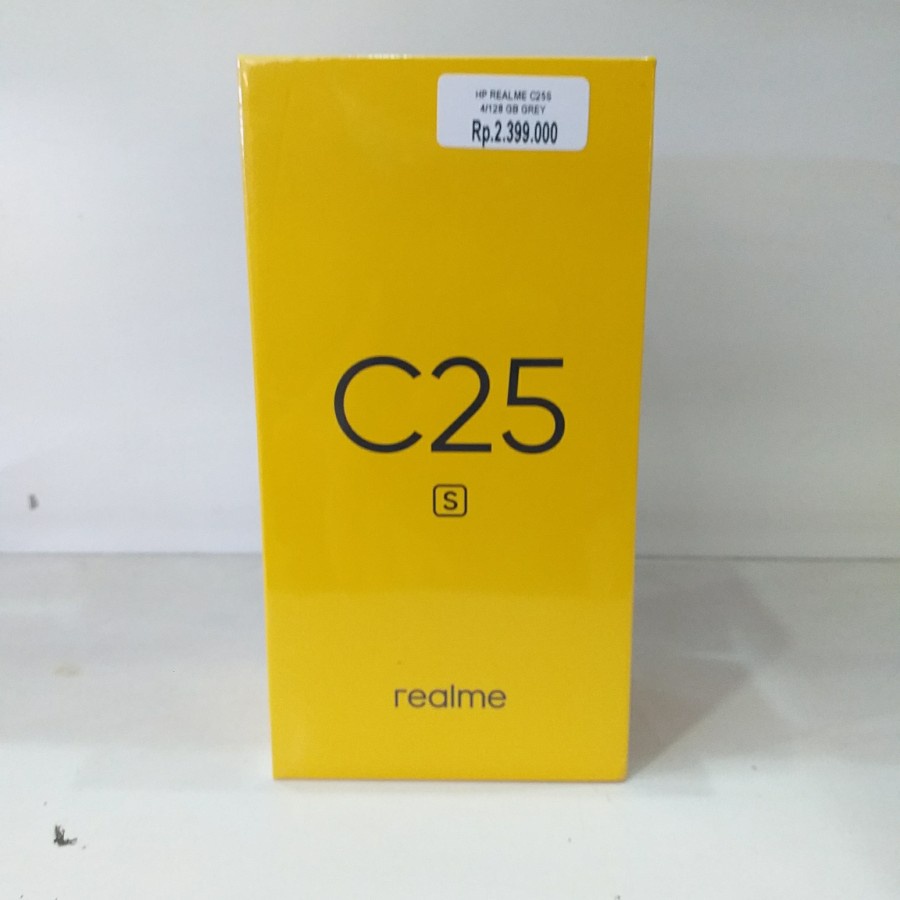 HP REALME C25S
4/128 GB GREY
Rp.2.399.000
C25
S
realme